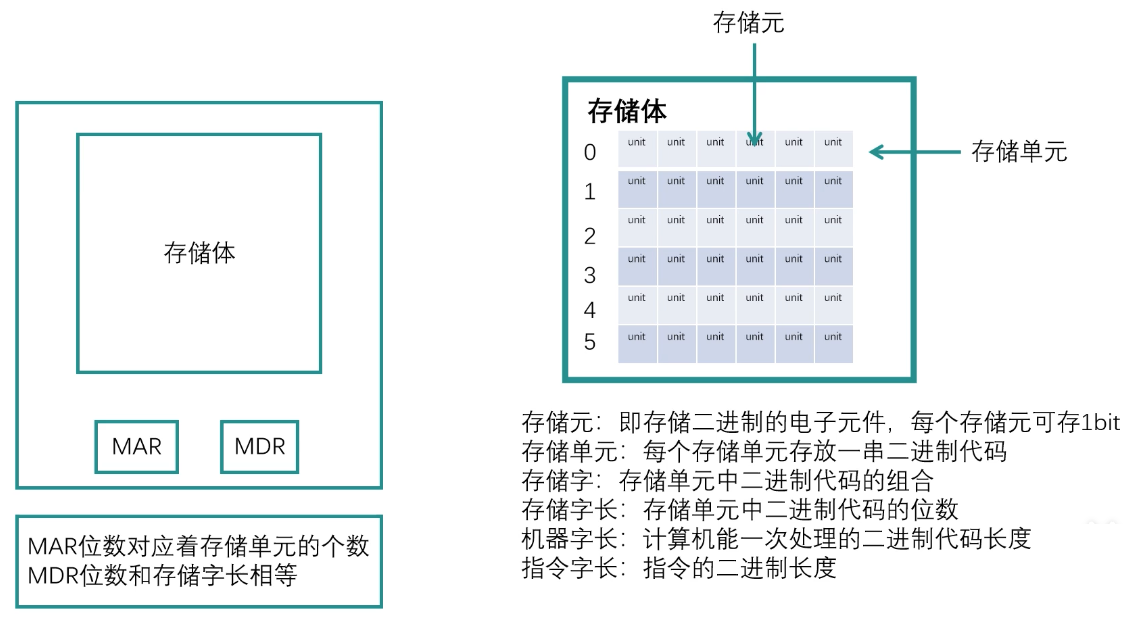 存储体
MAR
MDR
MAR位数对应着存储单元的个数
MDR位数和存储字长相等
存储元
存储体
0 unit unit unit unit unit unit
存储单元
1 unit unit unit unit unit unit
2 unit unit unit unit unit unit
3 unit unit unit unit unit unit
4 unit unit unit unit unit unit
5 unit unit unit unit unit unit
存储元：即存储二进制的电子元件，每个存储元可存1bit
存储单元：每个存储单元存放一串二进制代码
存储字：存储单元中二进制代码的组合
存储字长：存储单元中二进制代码的位数
机器字长：计算机能一次处理的二进制代码长度
指令字长：指令的二进制长度